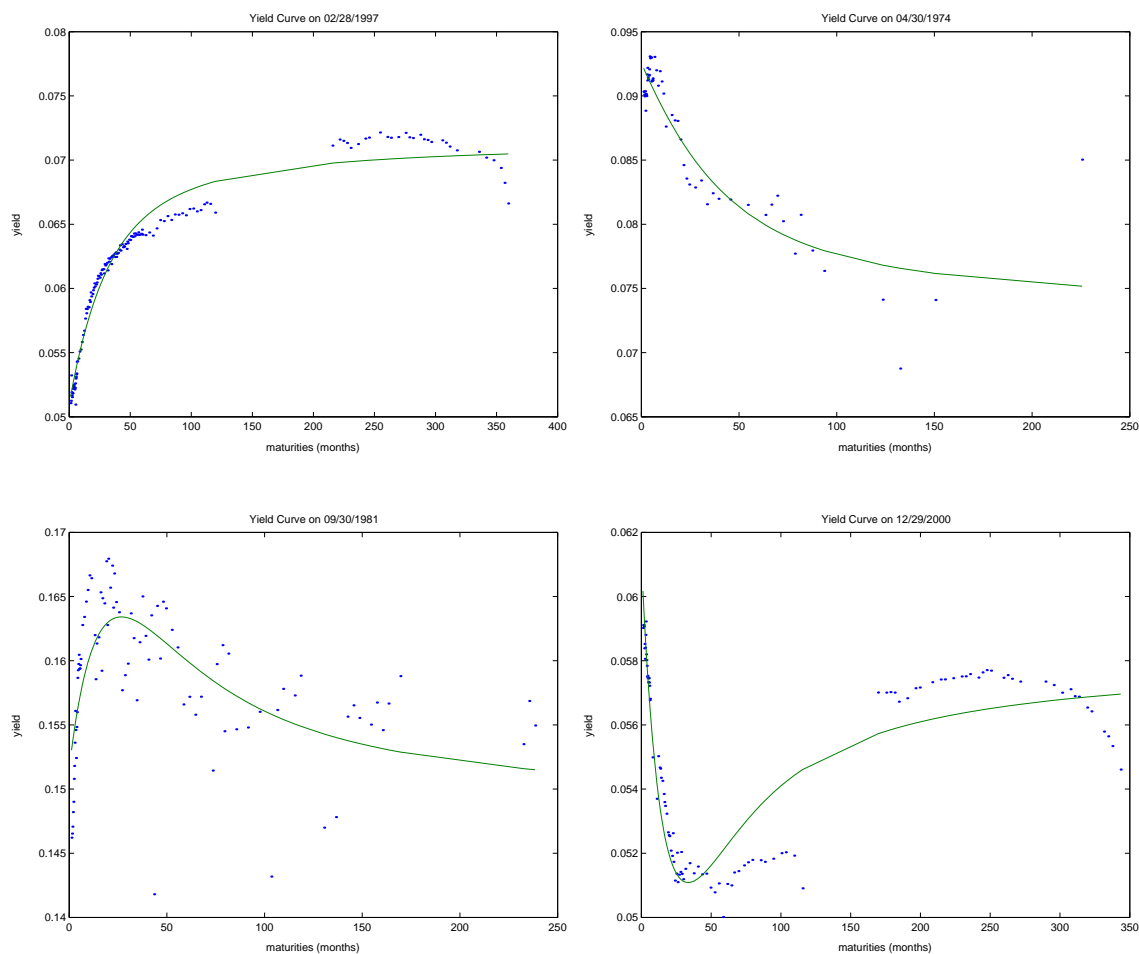 Yield Curve on 02/28/1997
0.08
0.075
0.07
0.065
0.06
0.055
0.05
yield
0 50 100 150 200 250 300 350 400
maturities (months)
Yield Curve on 04/30/1974
0.095
0.09
0.085
0.08
0.075
0.07
0.065
yield
0 50 100 150 200 250
maturities (months)
Yield Curve on 09/30/1981
0.17
0.165
0.16
0.155
0.15
0.145
0.14
yield
0 50 100 150 200 250
maturities (months)
Yield Curve on 12/29/2000
0.062
0.06
0.058
0.056
0.054
0.052
0.05
yield
0 50 100 150 200 250 300 350
maturities (months)